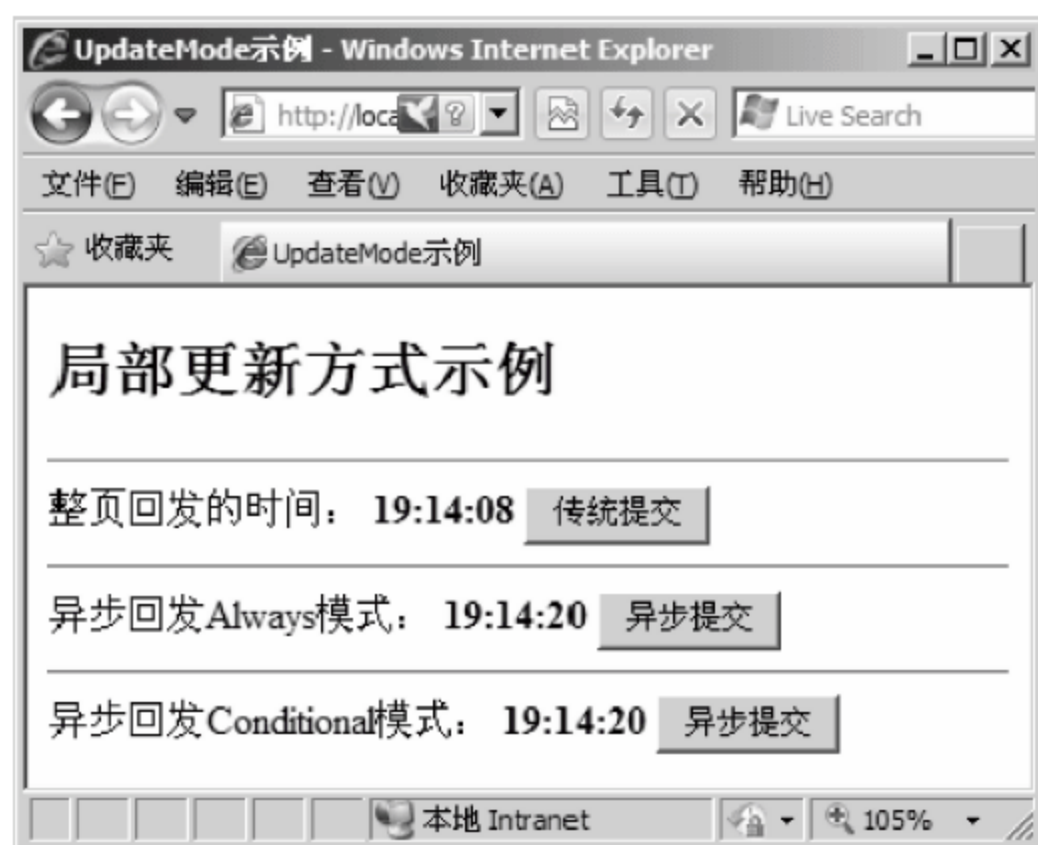 UpdateMode示例 - Windows Internet Explorer
http://loca
Live Search
文件(F) 编辑(E) 查看(V) 收藏夹(A) 工具(T) 帮助(H)
收藏夹 UpdateMode示例
局部更新方式示例
整页回发的时间： 19:14:08 传统提交
异步回发Always模式： 19:14:20 异步提交
异步回发Conditional模式： 19:14:20 异步提交
本地 Intranet 105%